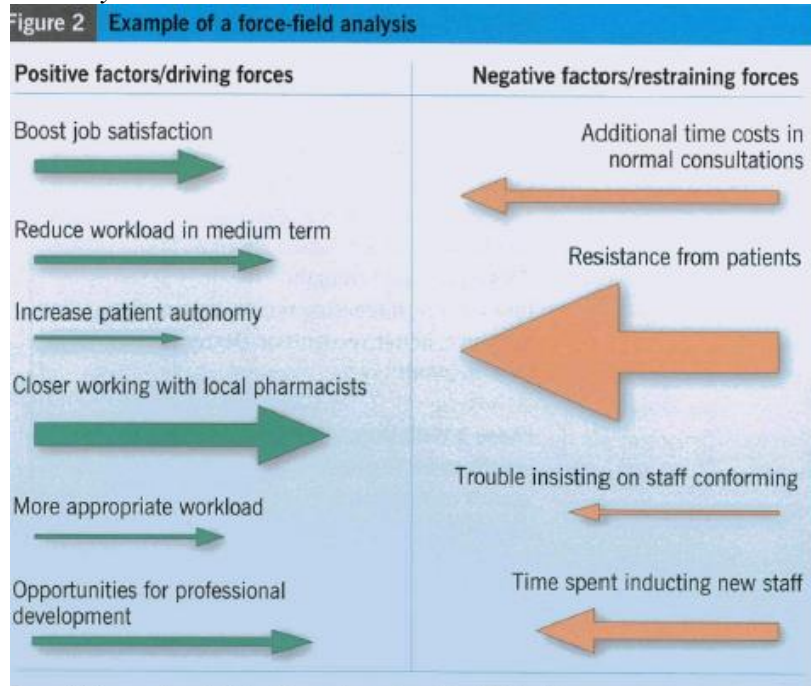 Figure 2 Example of a force-field analysis
Positive factors/driving forces
Negative factors/restraining forces
Boost job satisfaction
Reduce workload in medium term
Increase patient autonomy
Closer working with local pharmacists
More appropriate workload
Opportunities for professional
development
Additional time costs in
normal consultations
Resistance from patients
Trouble insisting on staff conforming
Time spent inducting new staff